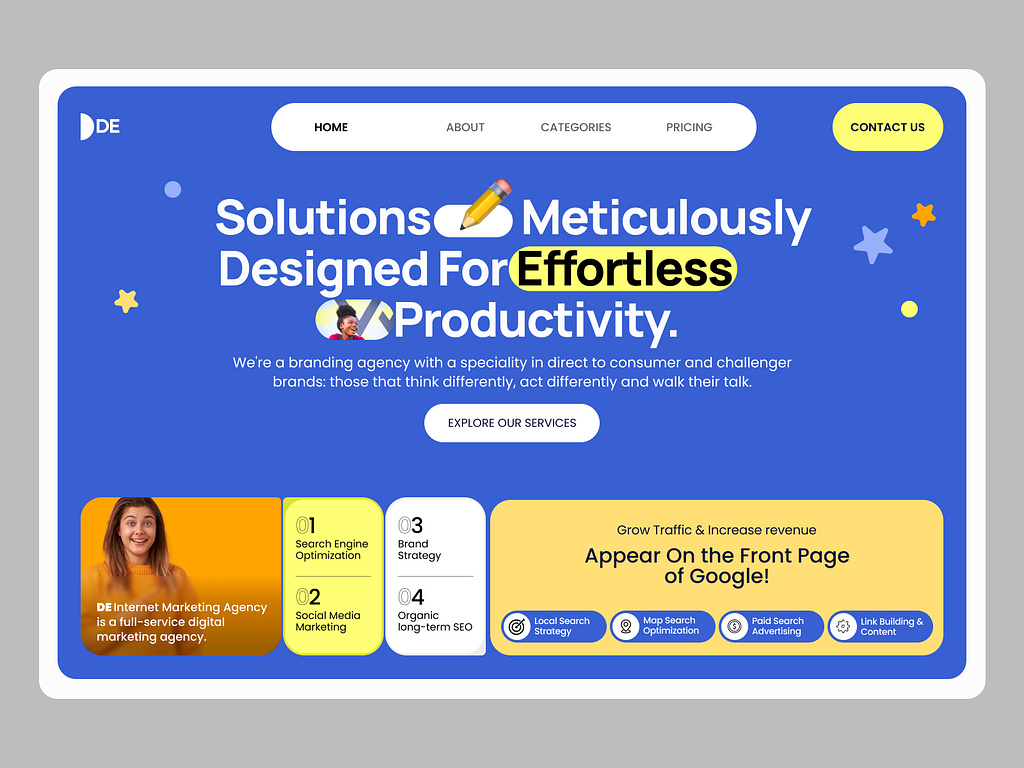 DE
HOME
ABOUT
CATEGORIES
PRICING
CONTACT US
Solutions Meticulously
Designed For Effortless
Productivity.
We're a branding agency with a speciality in direct to consumer and challenger
brands: those that think differently, act differently and walk their talk.
EXPLORE OUR SERVICES
DE Internet Marketing Agency
is a full-service digital
marketing agency.
01
Search Engine
Optimization
02
Social Media
Marketing
03
Brand
Strategy
04
Organic
long-term SEO
Grow Traffic & Increase revenue
Appear On the Front Page
of Google!
Local Search
Strategy
Map Search
Optimization
Paid Search
Advertising
Link Building &
Content